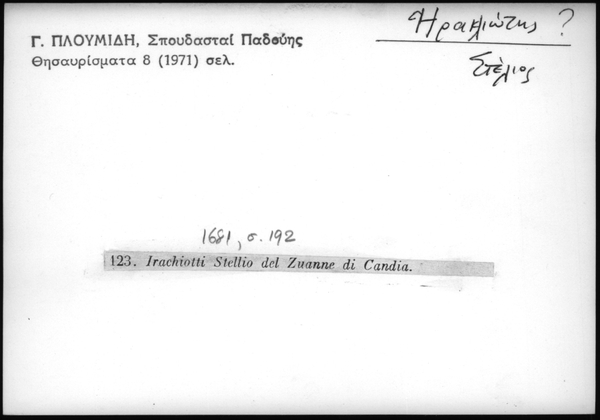 Ηρακλιώτης ?
Γ. ΠΛΟΥΜΙΔΗ, Σπουδασταί Παδούης
Θησαυρίσματα 8 (1971) σελ.
Στέλιος
1681, σ. 192
123. Irachiotti Stellio del Zuanne di Candia.